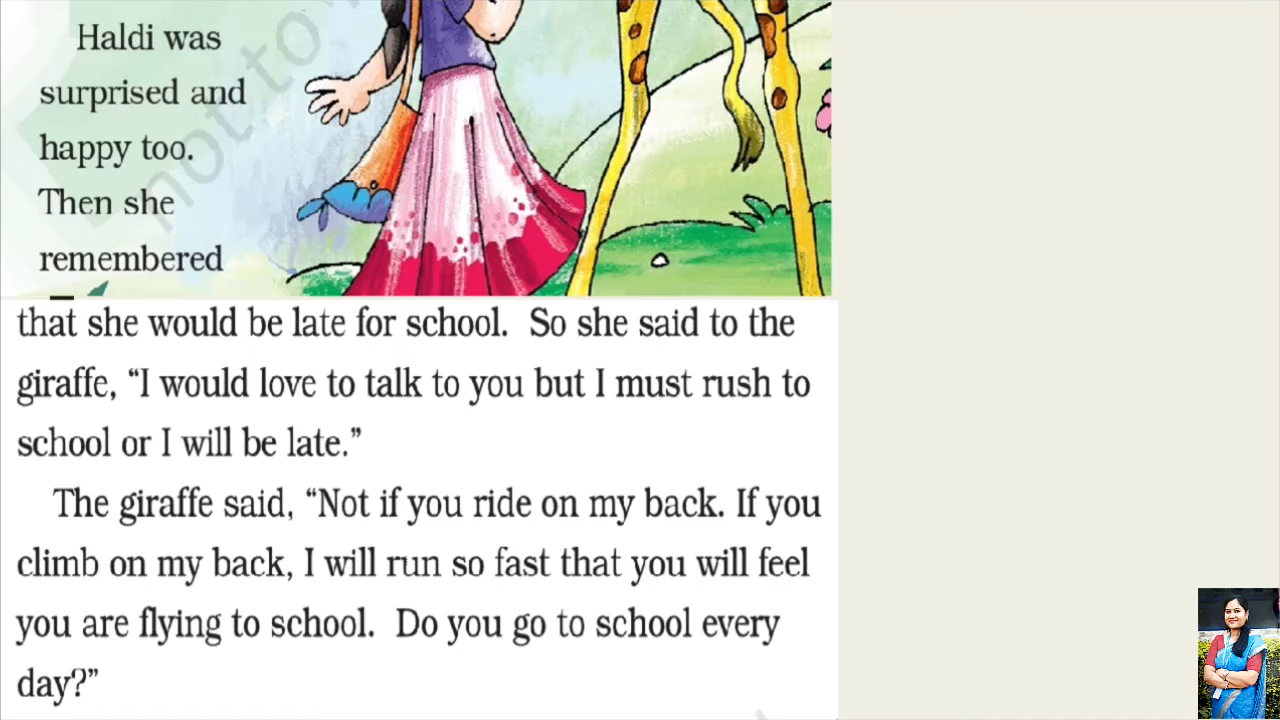 Haldi was
surprised and
happy too.
Then she
remembered
that she would be late for school. So she said to the
giraffe, “I would love to talk to you but I must rush to
school or I will be late.”
The giraffe said, “Not if you ride on my back. If you
climb on my back, I will run so fast that you will feel
you are flying to school. Do you go to school every
day?”
not to